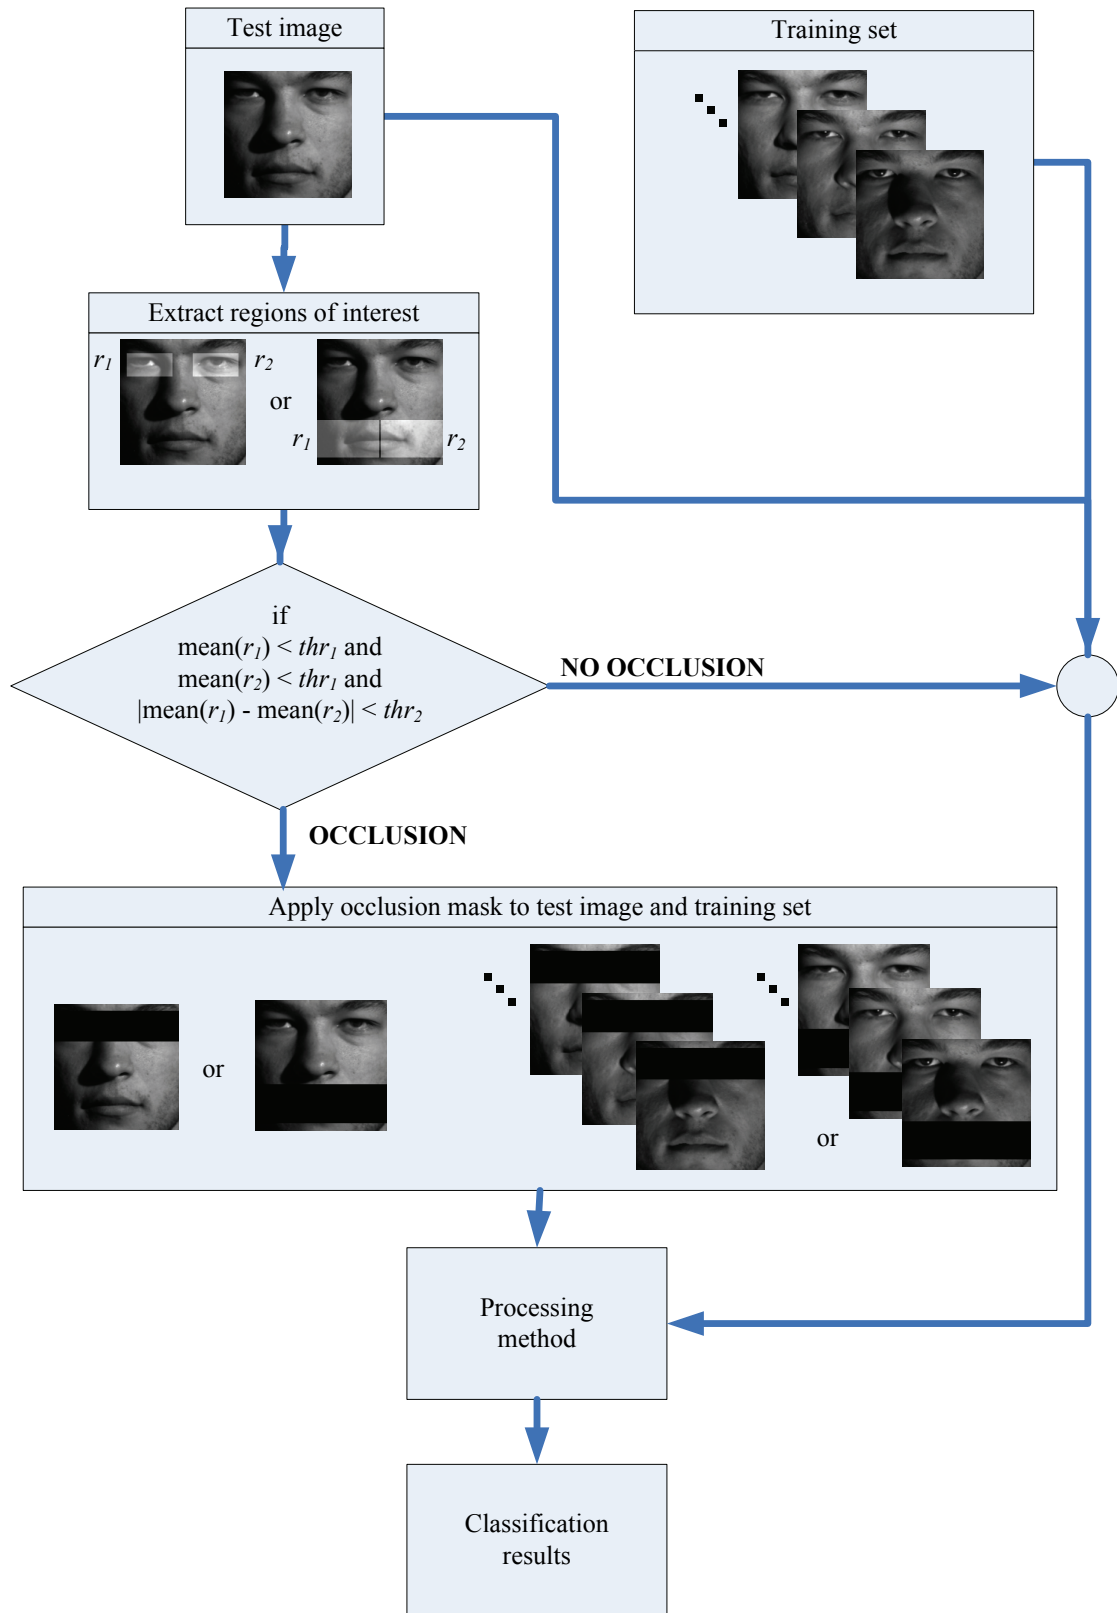 Test image
Training set
Extract regions of interest
r1
r2
or
r1
r2
if
mean(r1) < thr1 and
mean(r2) < thr1 and
|mean(r1) - mean(r2)| < thr2
NO OCCLUSION
OCCLUSION
Apply occlusion mask to test image and training set
or
or
Processing
method
Classification
results